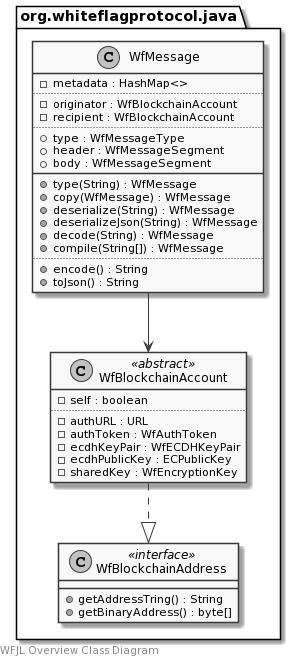 org.whiteflagprotocol.java
C WfMessage
metadata : HashMap<>
originator : WfBlockchainAccount
recipient : WfBlockchainAccount
type : WfMessageType
header : WfMessageSegment
body : WfMessageSegment
type(String) : WfMessage
copy(WfMessage) : WfMessage
deserialize(String) : WfMessage
deserializeJson(String) : WfMessage
decode(String) : WfMessage
compile(String[]) : WfMessage
encode() : String
toJson() : String
«abstract»
C WfBlockchainAccount
self : boolean
authURL : URL
authToken : WfAuthToken
ecdhKeyPair : WfECDHKeyPair
ecdhPublicKey : ECPublicKey
sharedKey : WfEncryptionKey
«interface»
C WfBlockchainAddress
getAddressTring() : String
getBinaryAddress() : byte[]
WFJL Overview Class Diagram